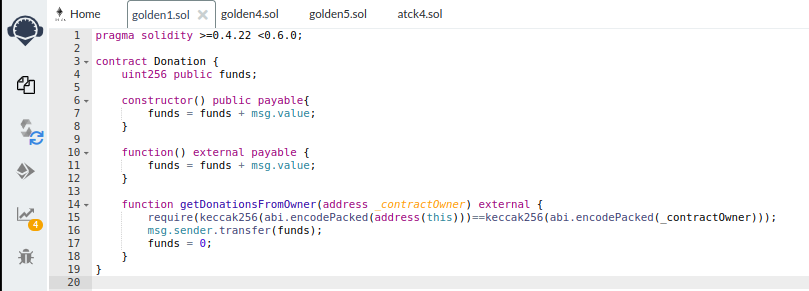 Home golden1.sol golden4.sol golden5.sol atck4.sol
1 pragma solidity >=0.4.22 <0.6.0;
2
3 contract Donation {
4     uint256 public funds;
5
6     constructor() public payable{
7         funds = funds + msg.value;
8     }
9
10     function() external payable {
11         funds = funds + msg.value;
12     }
13
14     function getDonationsFromOwner(address _contractOwner) external {
15         require(keccak256(abi.encodePacked(address(this)))==keccak256(abi.encodePacked(_contractOwner)));
16         msg.sender.transfer(funds);
17         funds = 0;
18     }
19 }
20
4